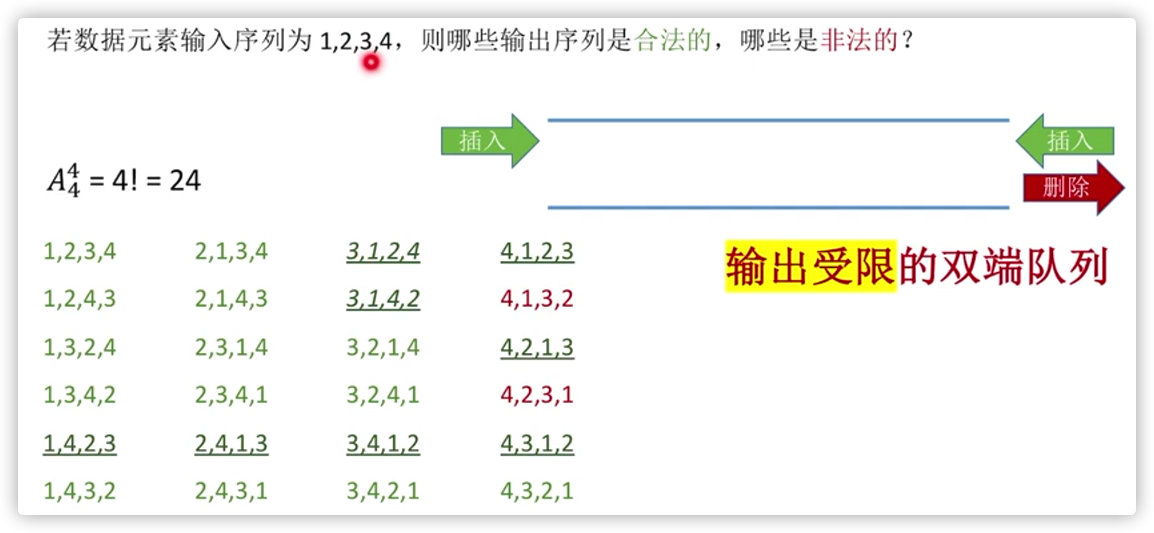 若数据元素输入序列为 1,2,3,4，则哪些输出序列是合法的，哪些是非法的？
插入 插入
删除
A₄⁴ = 4! = 24
1,2,3,4 2,1,3,4 3,1,2,4 4,1,2,3
输出受限的双端队列
1,2,4,3 2,1,4,3 3,1,4,2 4,1,3,2
1,3,2,4 2,3,1,4 3,2,1,4 4,2,1,3
1,3,4,2 2,3,4,1 3,2,4,1 4,2,3,1
1,4,2,3 2,4,1,3 3,4,1,2 4,3,1,2
1,4,3,2 2,4,3,1 3,4,2,1 4,3,2,1